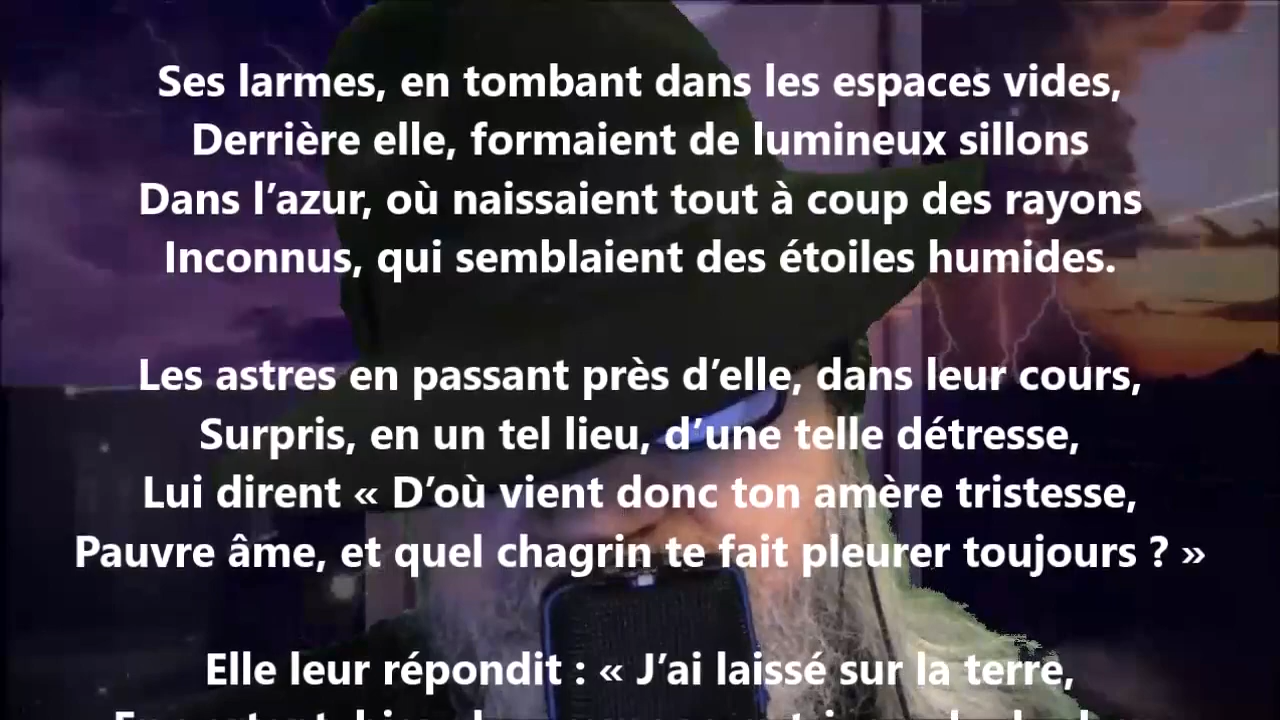 Ses larmes, en tombant dans les espaces vides,
Derrière elle, formaient de lumineux sillons
Dans l’azur, où naissaient tout à coup des rayons
Inconnus, qui semblaient des étoiles humides.
Les astres en passant près d’elle, dans leur cours,
Surpris, en un tel lieu, d’une telle détresse,
Lui dirent « D’où vient donc ton amère tristesse,
Pauvre âme, et quel chagrin te fait pleurer toujours ? »
Elle leur répondit : « J’ai laissé sur la terre,